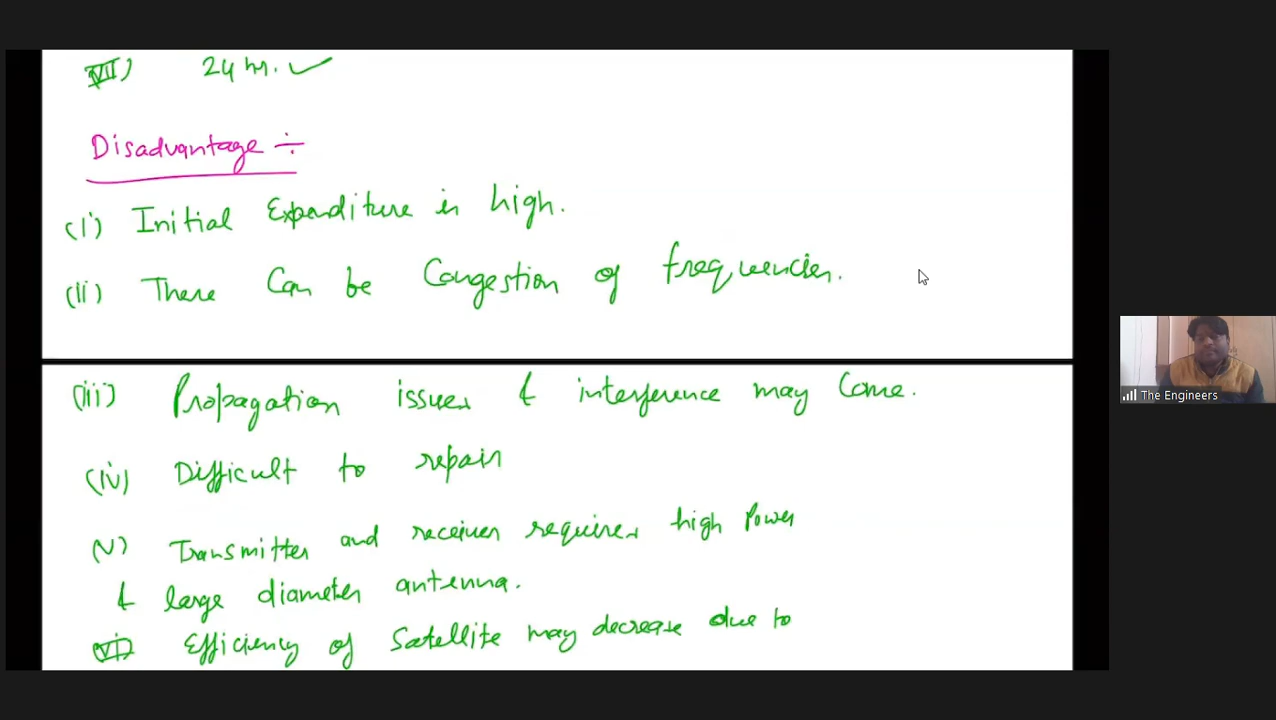 VII) 24 hr.
Disadvantage ÷
(i) Initial Expenditure is high.
(ii) There Can be Congestion of frequencies.
(iii) Propagation issues & interference may Come.
The Engineers
(iv) Difficult to repair
(v) Transmitter and receiver requires high Power
& large diameter antenna.
(vi) Efficiency of Satellite may decrease due to